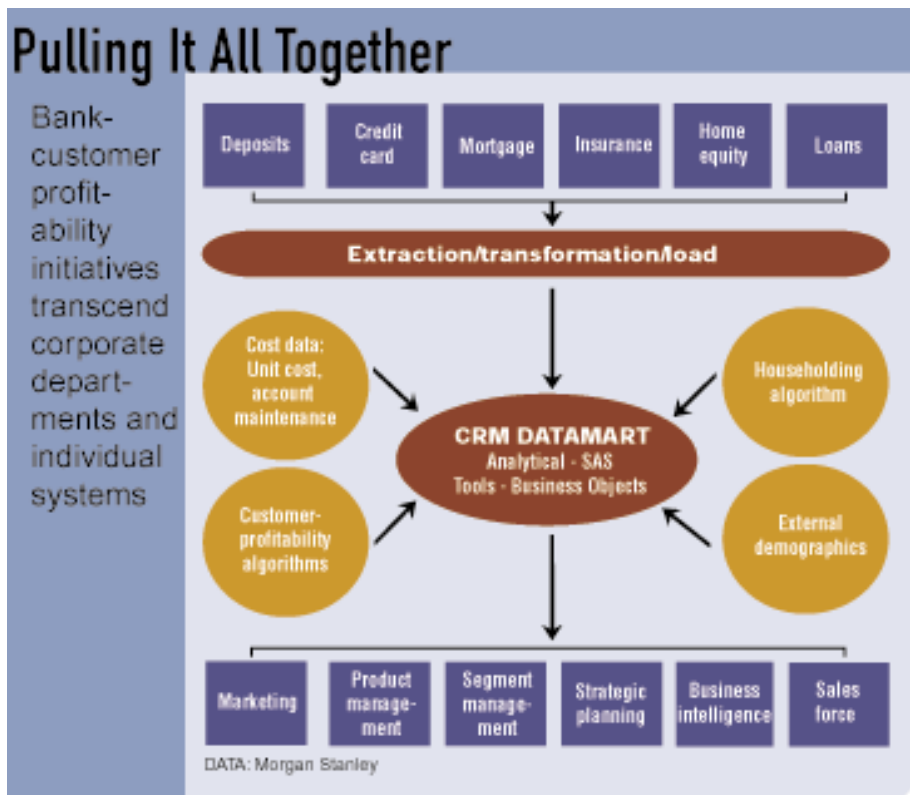 Pulling It All Together
Bank-
customer
profit-
ability
initiatives
transcend
corporate
depart-
ments and
individual
systems
Deposits
Credit
card
Mortgage
Insurance
Home
equity
Loans
Extraction/transformation/load
Cost data:
Unit cost,
account
maintenance
Householding
algorithm
CRM DATAMART
Analytical - SAS
Tools - Business Objects
Customer-
profitability
algorithms
External
demographics
Marketing
Product
manage-
ment
Segment
manage-
ment
Strategic
planning
Business
intelligence
Sales
force
DATA: Morgan Stanley